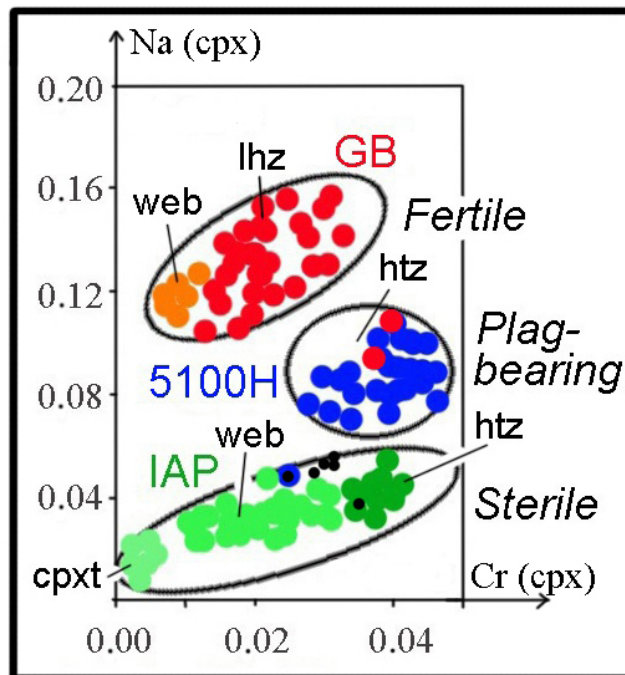 Na (cpx)
0.20
GB
lhz
0.16
web
Fertile
htz
0.12
Plag-
bearing
5100H
0.08
web
htz
IAP
0.04
Sterile
cpxt
Cr (cpx)
0.00 0.02 0.04